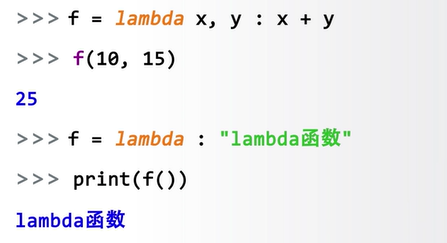 >>> f = lambda x, y : x + y
>>> f(10, 15)
25
>>> f = lambda : "lambda函数"
>>> print(f())
lambda函数